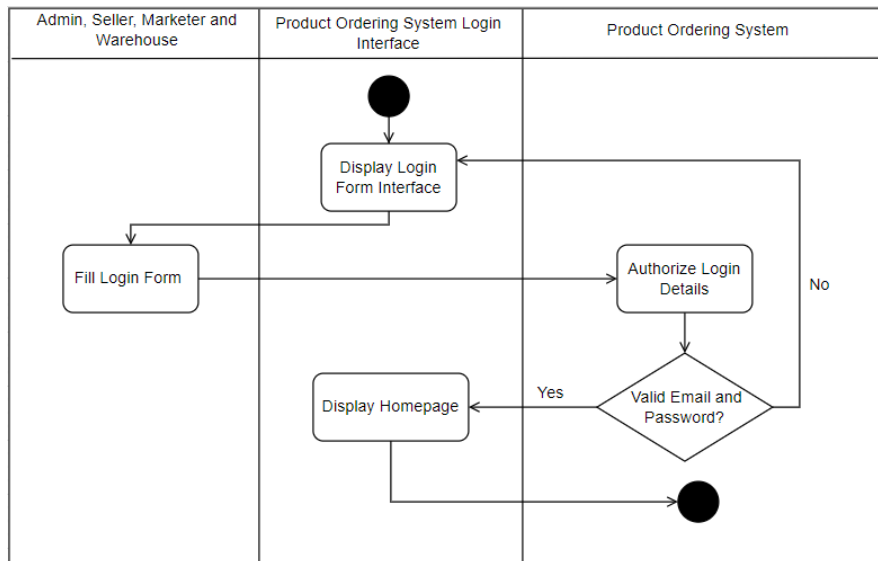 Admin, Seller, Marketer and
Warehouse
Product Ordering System Login
Interface
Product Ordering System
Display Login
Form Interface
Fill Login Form
Authorize Login
Details
No
Yes
Display Homepage
Valid Email and
Password?